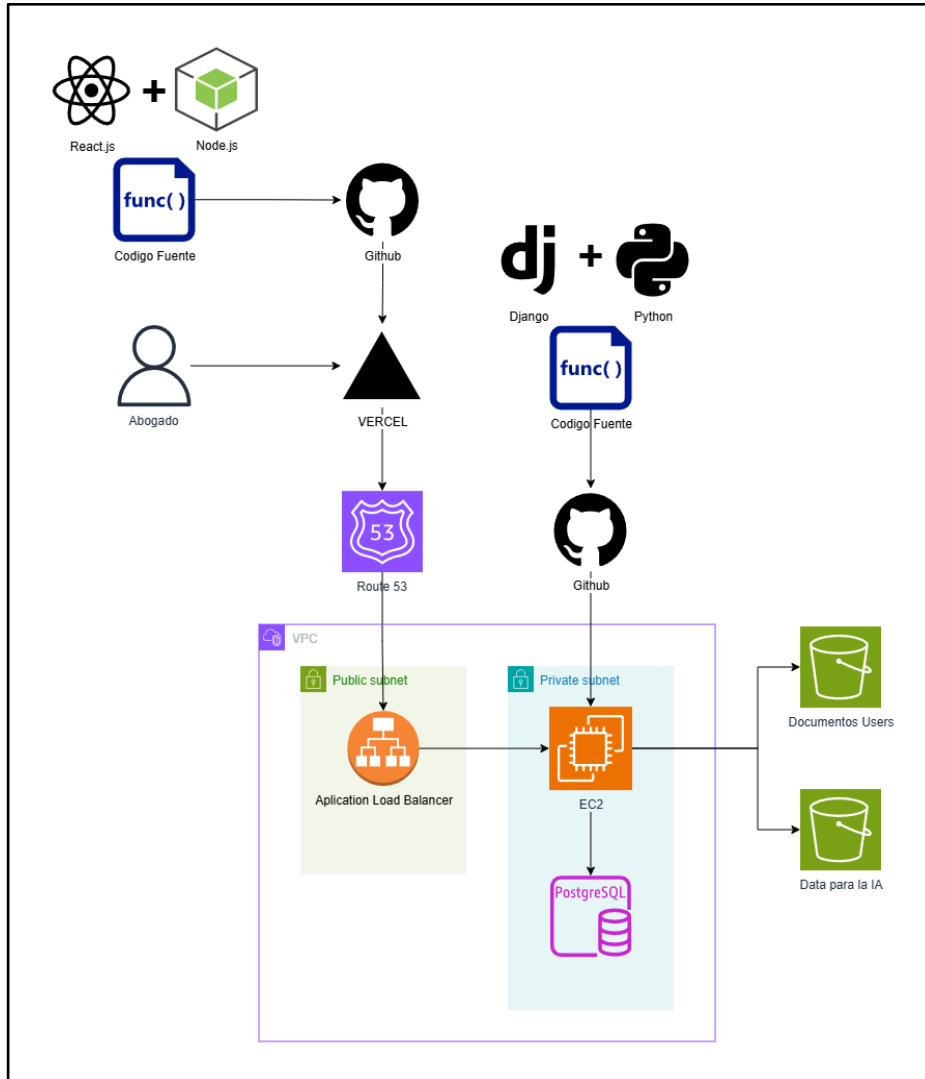 React.js
Node.js
func( )
Codigo Fuente
Github
Django
Python
func( )
Codigo Fuente
Abogado
VERCEL
53
Route 53
Github
VPC
Public subnet
Private subnet
Aplication Load Balancer
EC2
PostgreSQL
Documentos Users
Data para la IA